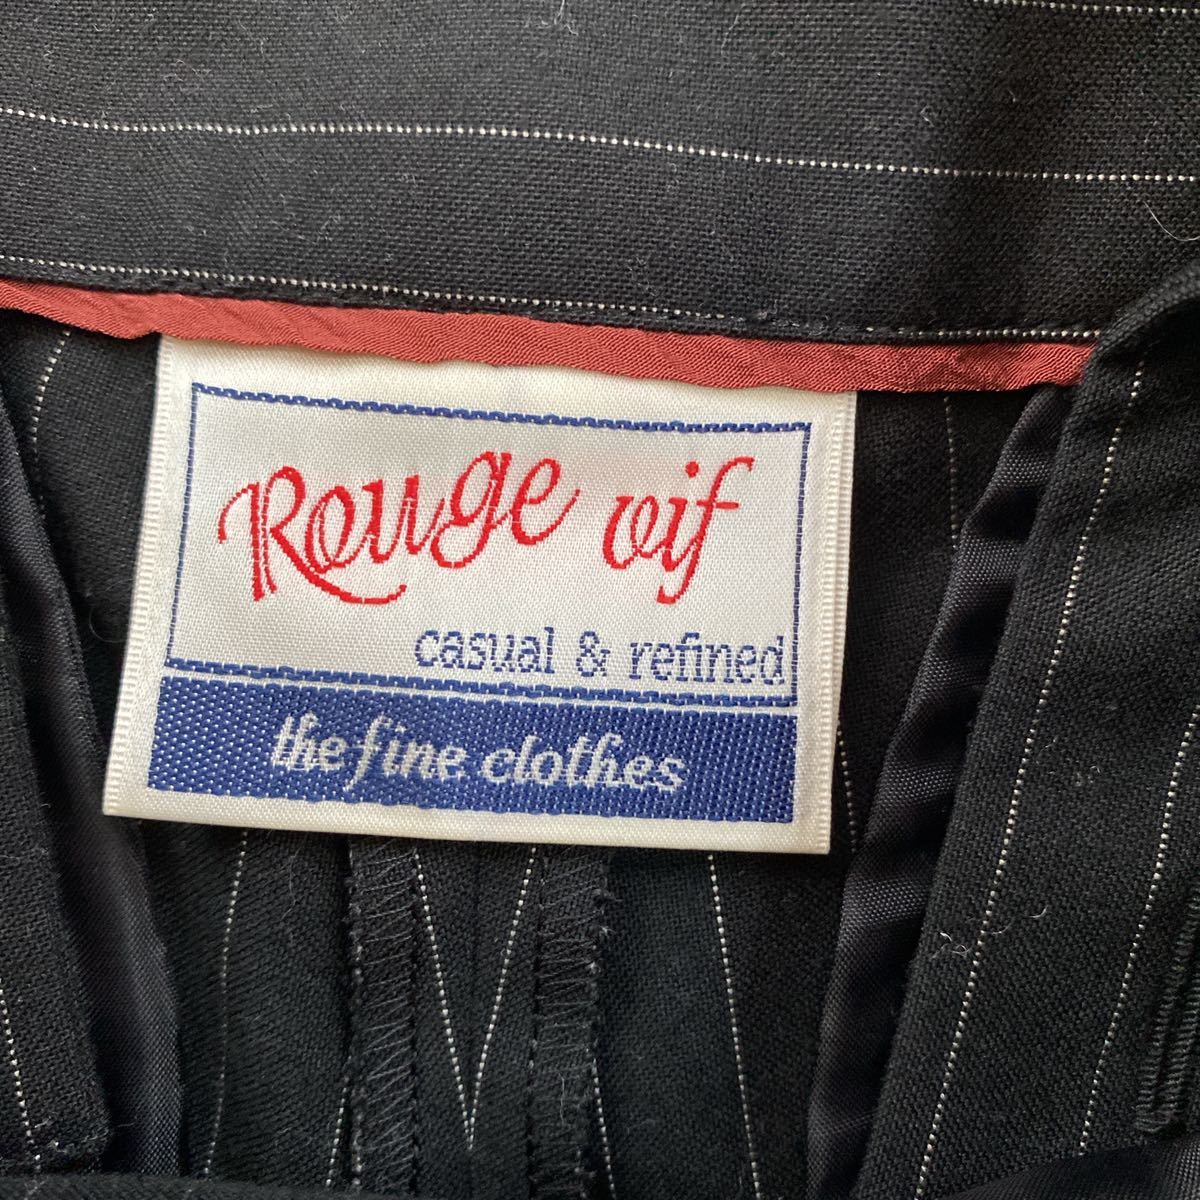 Rouge vif
casual & refined
the fine clothes